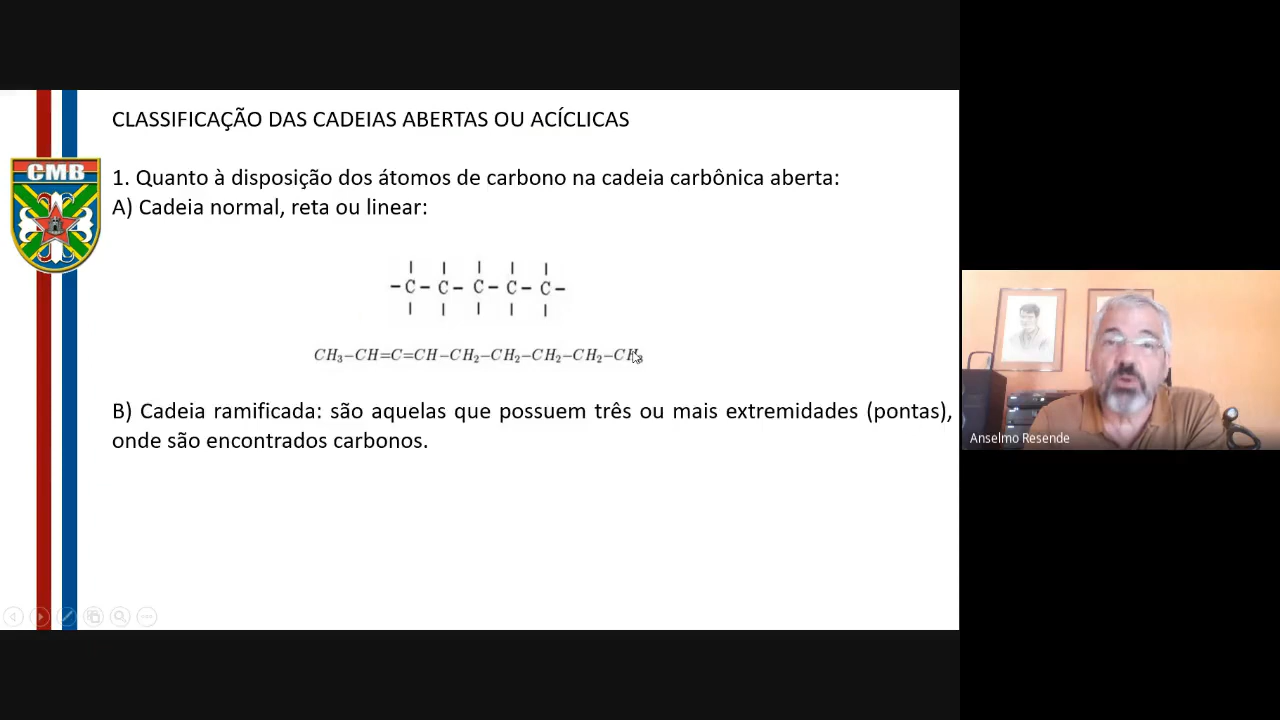 CLASSIFICAÇÃO DAS CADEIAS ABERTAS OU ACÍCLICAS
CMB
1. Quanto à disposição dos átomos de carbono na cadeia carbônica aberta:
A) Cadeia normal, reta ou linear:
–C–C–C–C–C–
CH₃–CH=C=CH–CH₂–CH₂–CH₂–CH₂–CH
B) Cadeia ramificada: são aquelas que possuem três ou mais extremidades (pontas),
onde são encontrados carbonos.
Anselmo Resende